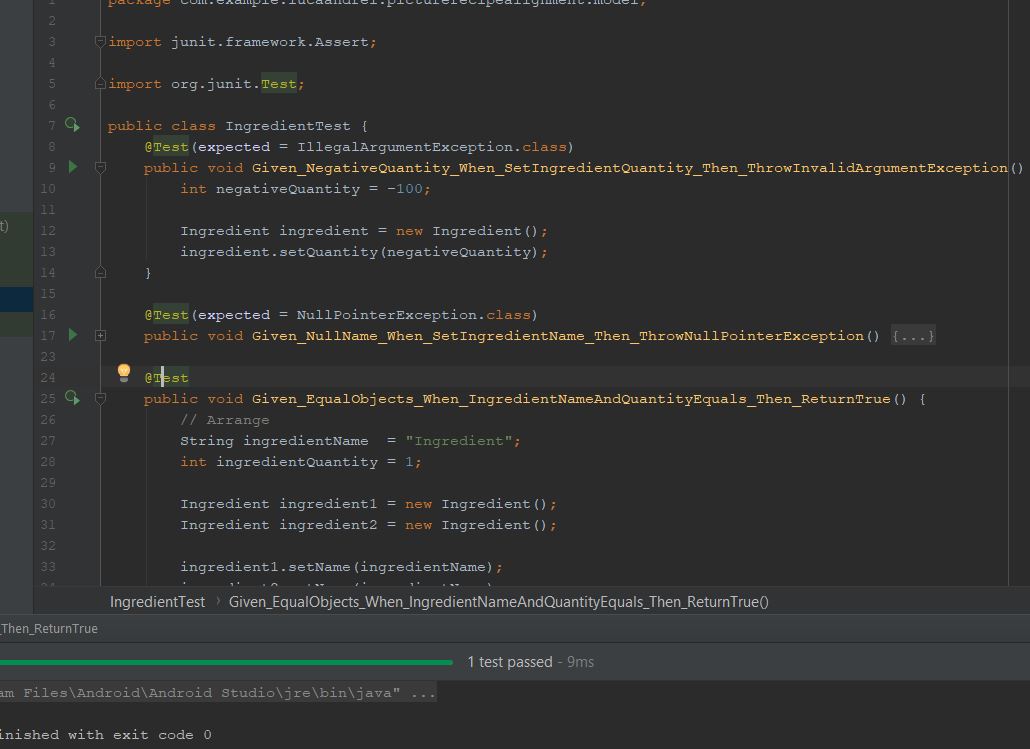 1 package com.example.lucaandrei.picturerecipealignment.model;
2
3 import junit.framework.Assert;
4
5 import org.junit.Test;
6
7 public class IngredientTest {
8 @Test(expected = IllegalArgumentException.class)
9 public void Given_NegativeQuantity_When_SetIngredientQuantity_Then_ThrowInvalidArgumentException()
10 int negativeQuantity = -100;
11
12 Ingredient ingredient = new Ingredient();
13 ingredient.setQuantity(negativeQuantity);
14 }
15
16 @Test(expected = NullPointerException.class)
17 public void Given_NullName_When_SetIngredientName_Then_ThrowNullPointerException() {...}
23
24 @Test
25 public void Given_EqualObjects_When_IngredientNameAndQuantityEquals_Then_ReturnTrue() {
26 // Arrange
27 String ingredientName = "Ingredient";
28 int ingredientQuantity = 1;
29
30 Ingredient ingredient1 = new Ingredient();
31 Ingredient ingredient2 = new Ingredient();
32
33 ingredient1.setName(ingredientName);
t)
IngredientTest › Given_EqualObjects_When_IngredientNameAndQuantityEquals_Then_ReturnTrue()
_Then_ReturnTrue
1 test passed - 9ms
am Files\Android\Android Studio\jre\bin\java" ...
inished with exit code 0